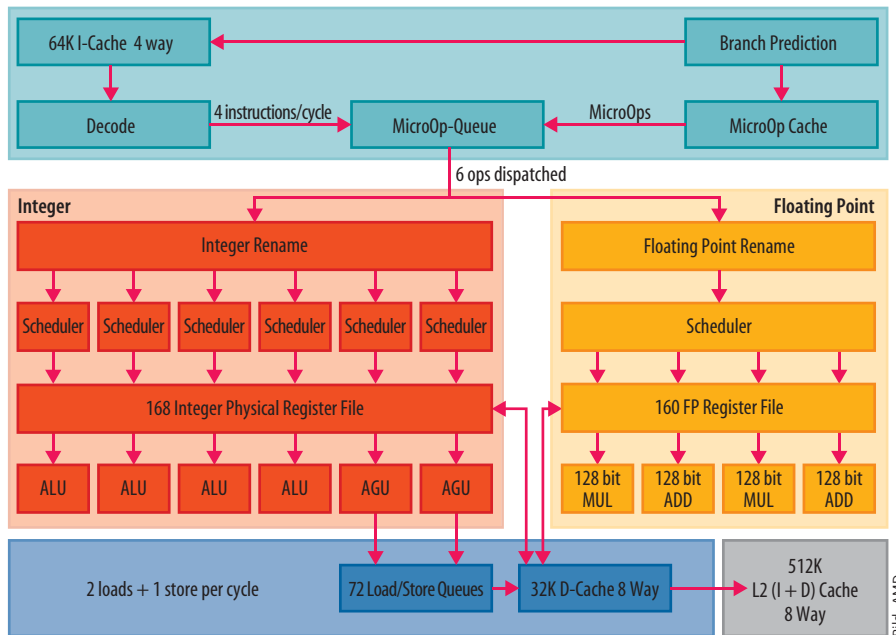 64K I-Cache 4 way
Branch Prediction
Decode
4 instructions/cycle
MicroOp-Queue
MicroOps
MicroOp Cache
6 ops dispatched
Integer
Integer Rename
Scheduler
Scheduler
Scheduler
Scheduler
Scheduler
Scheduler
168 Integer Physical Register File
ALU
ALU
ALU
ALU
AGU
AGU
Floating Point
Floating Point Rename
Scheduler
160 FP Register File
128 bit
MUL
128 bit
ADD
128 bit
MUL
128 bit
ADD
2 loads + 1 store per cycle
72 Load/Store Queues
32K D-Cache 8 Way
512K
L2 (I + D) Cache
8 Way